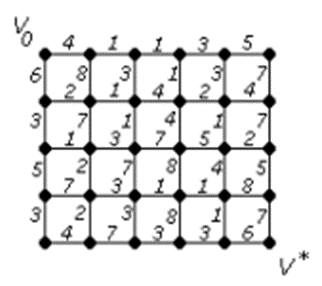 V₀
4 1 1 3 5
6 8 3 1 3 7
2 1 4 2 4
3 7 1 4 1 7
1 3 7 5 2
5 2 7 8 4 5
7 3 1 1 8
3 2 3 8 1 7
4 7 3 3 6
V*